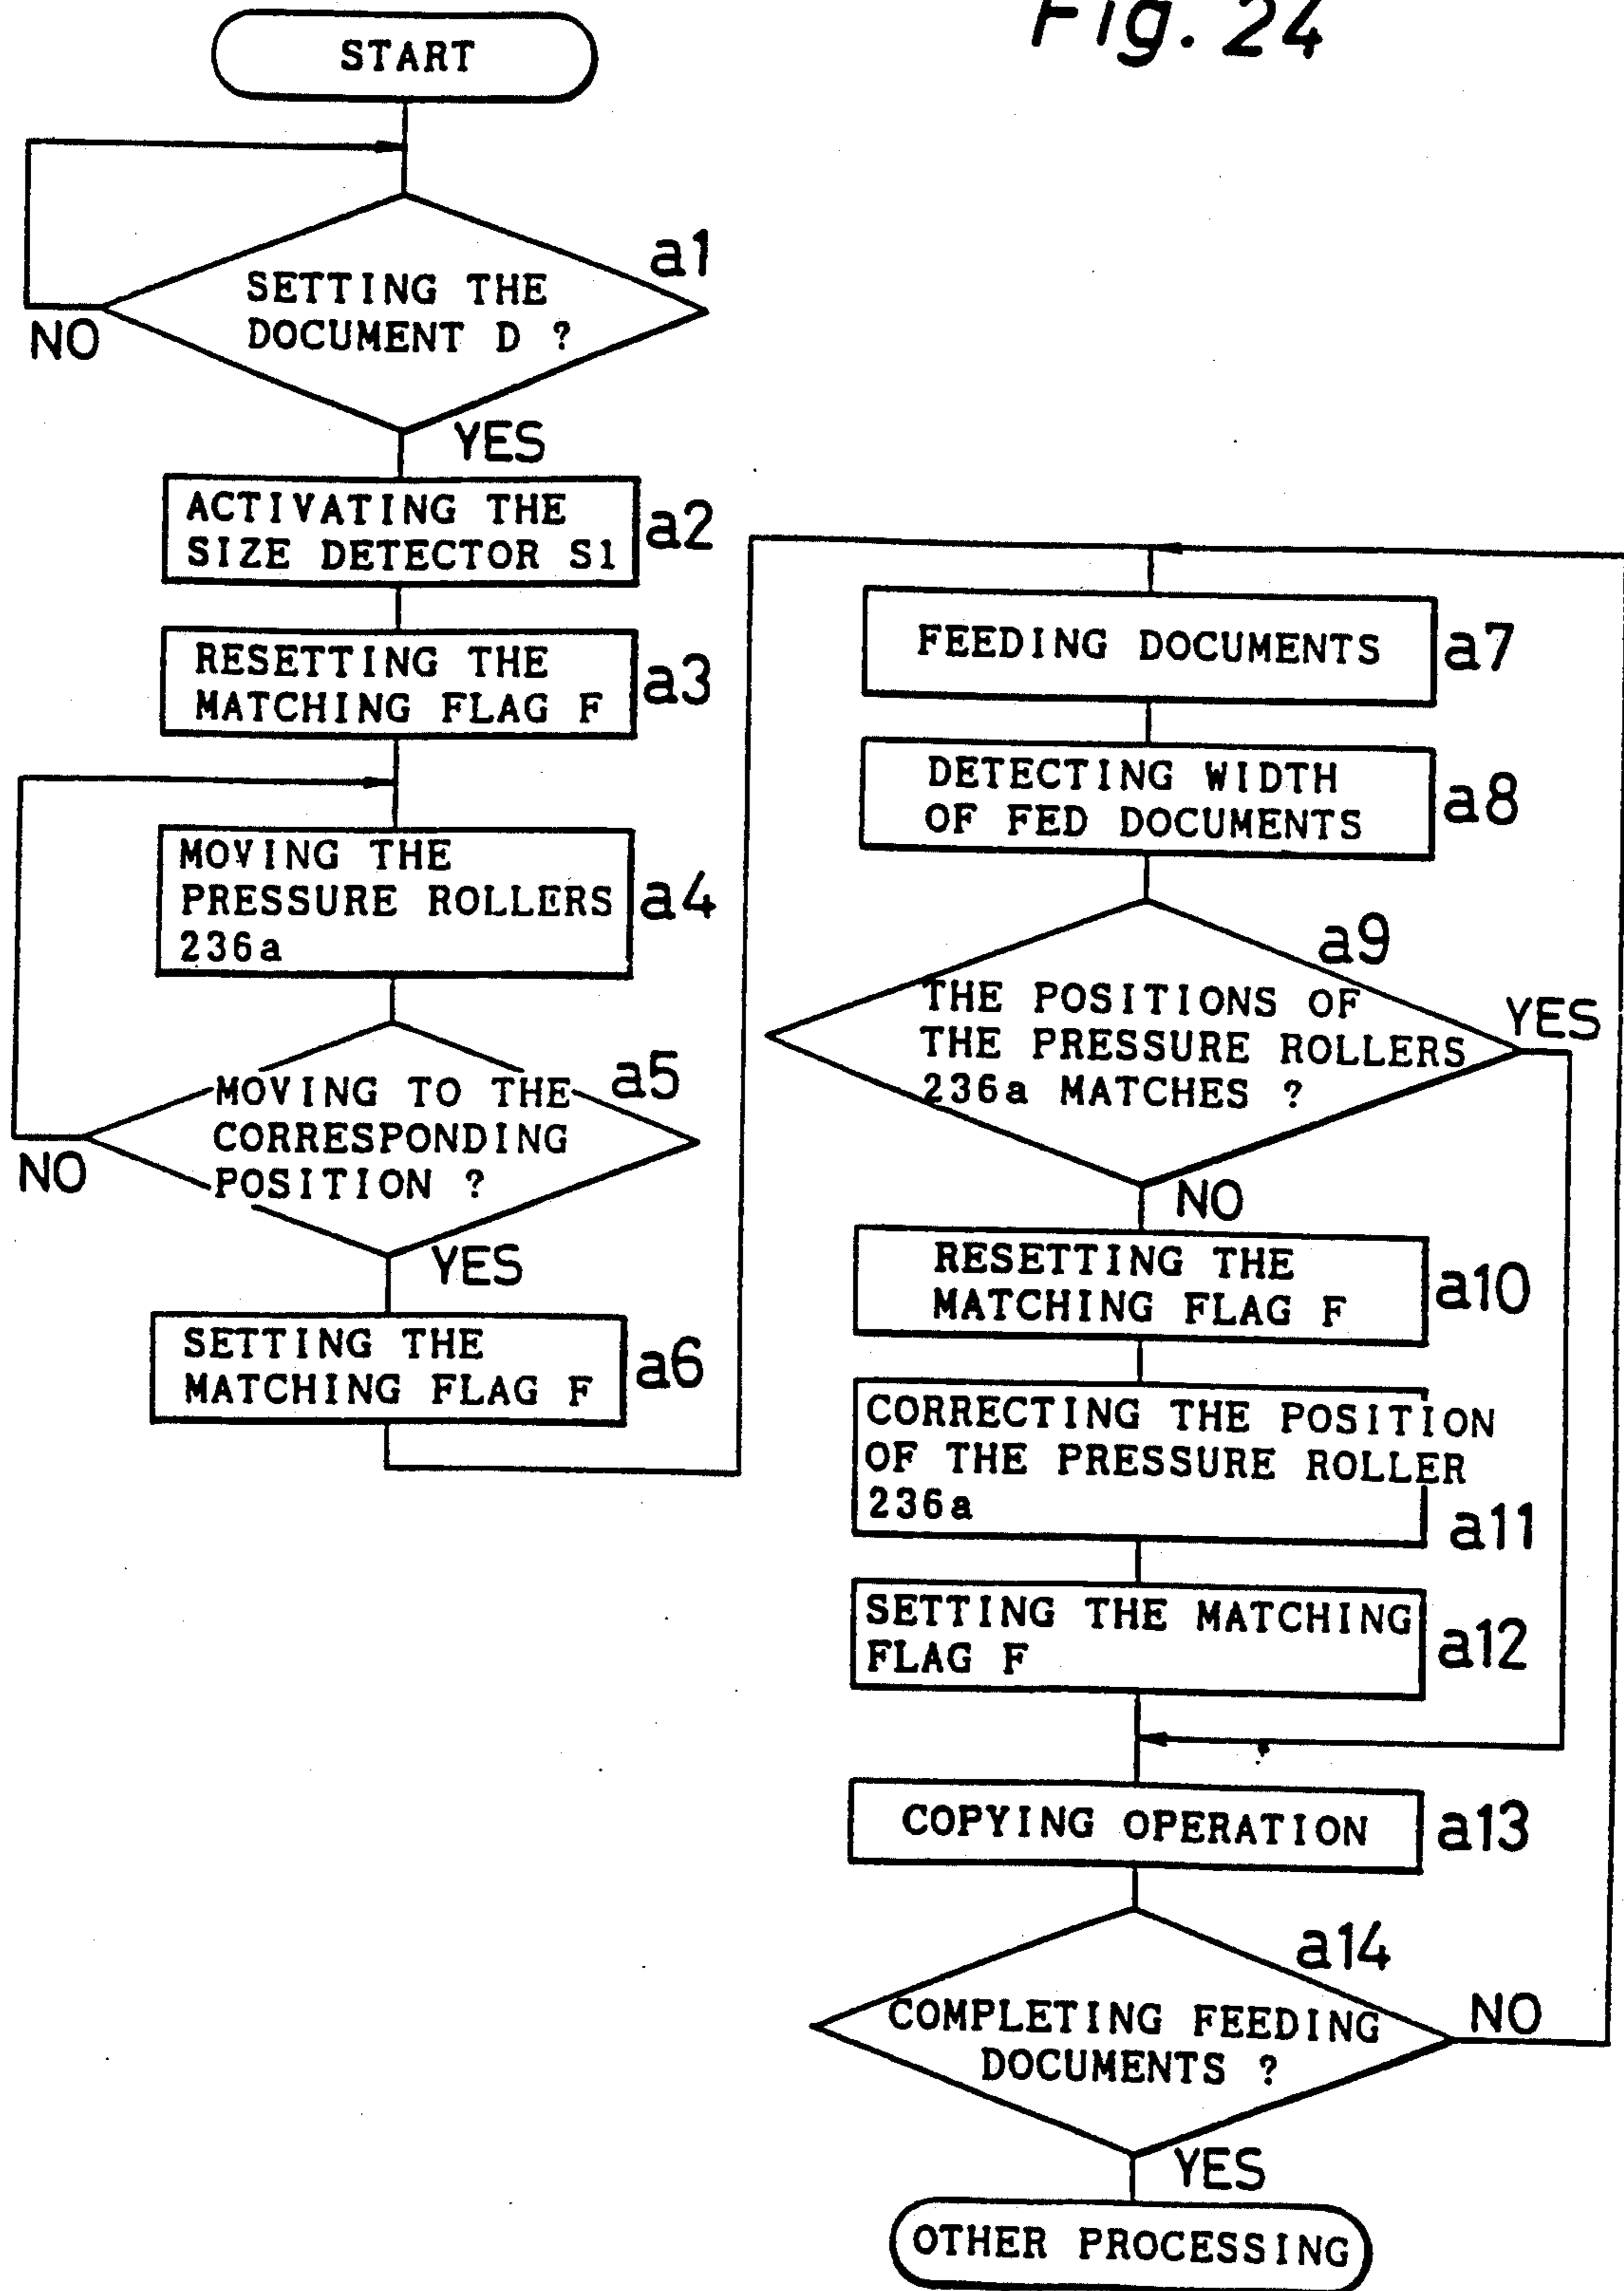 Fig. 24
START
a1
SETTING THE
DOCUMENT D ?
NO
YES
ACTIVATING THE
SIZE DETECTOR S1
a2
RESETTING THE
MATCHING FLAG F
a3
MOVING THE
PRESSURE ROLLERS
236a
a4
a5
MOVING TO THE
CORRESPONDING
POSITION ?
NO
YES
SETTING THE
MATCHING FLAG F
a6
FEEDING DOCUMENTS
a7
DETECTING WIDTH
OF FED DOCUMENTS
a8
a9
THE POSITIONS OF
THE PRESSURE ROLLERS
236a MATCHES ?
YES
NO
RESETTING THE
MATCHING FLAG F
a10
CORRECTING THE POSITION
OF THE PRESSURE ROLLER
236a
a11
SETTING THE MATCHING
FLAG F
a12
COPYING OPERATION
a13
a14
COMPLETING FEEDING
DOCUMENTS ?
NO
YES
OTHER PROCESSING